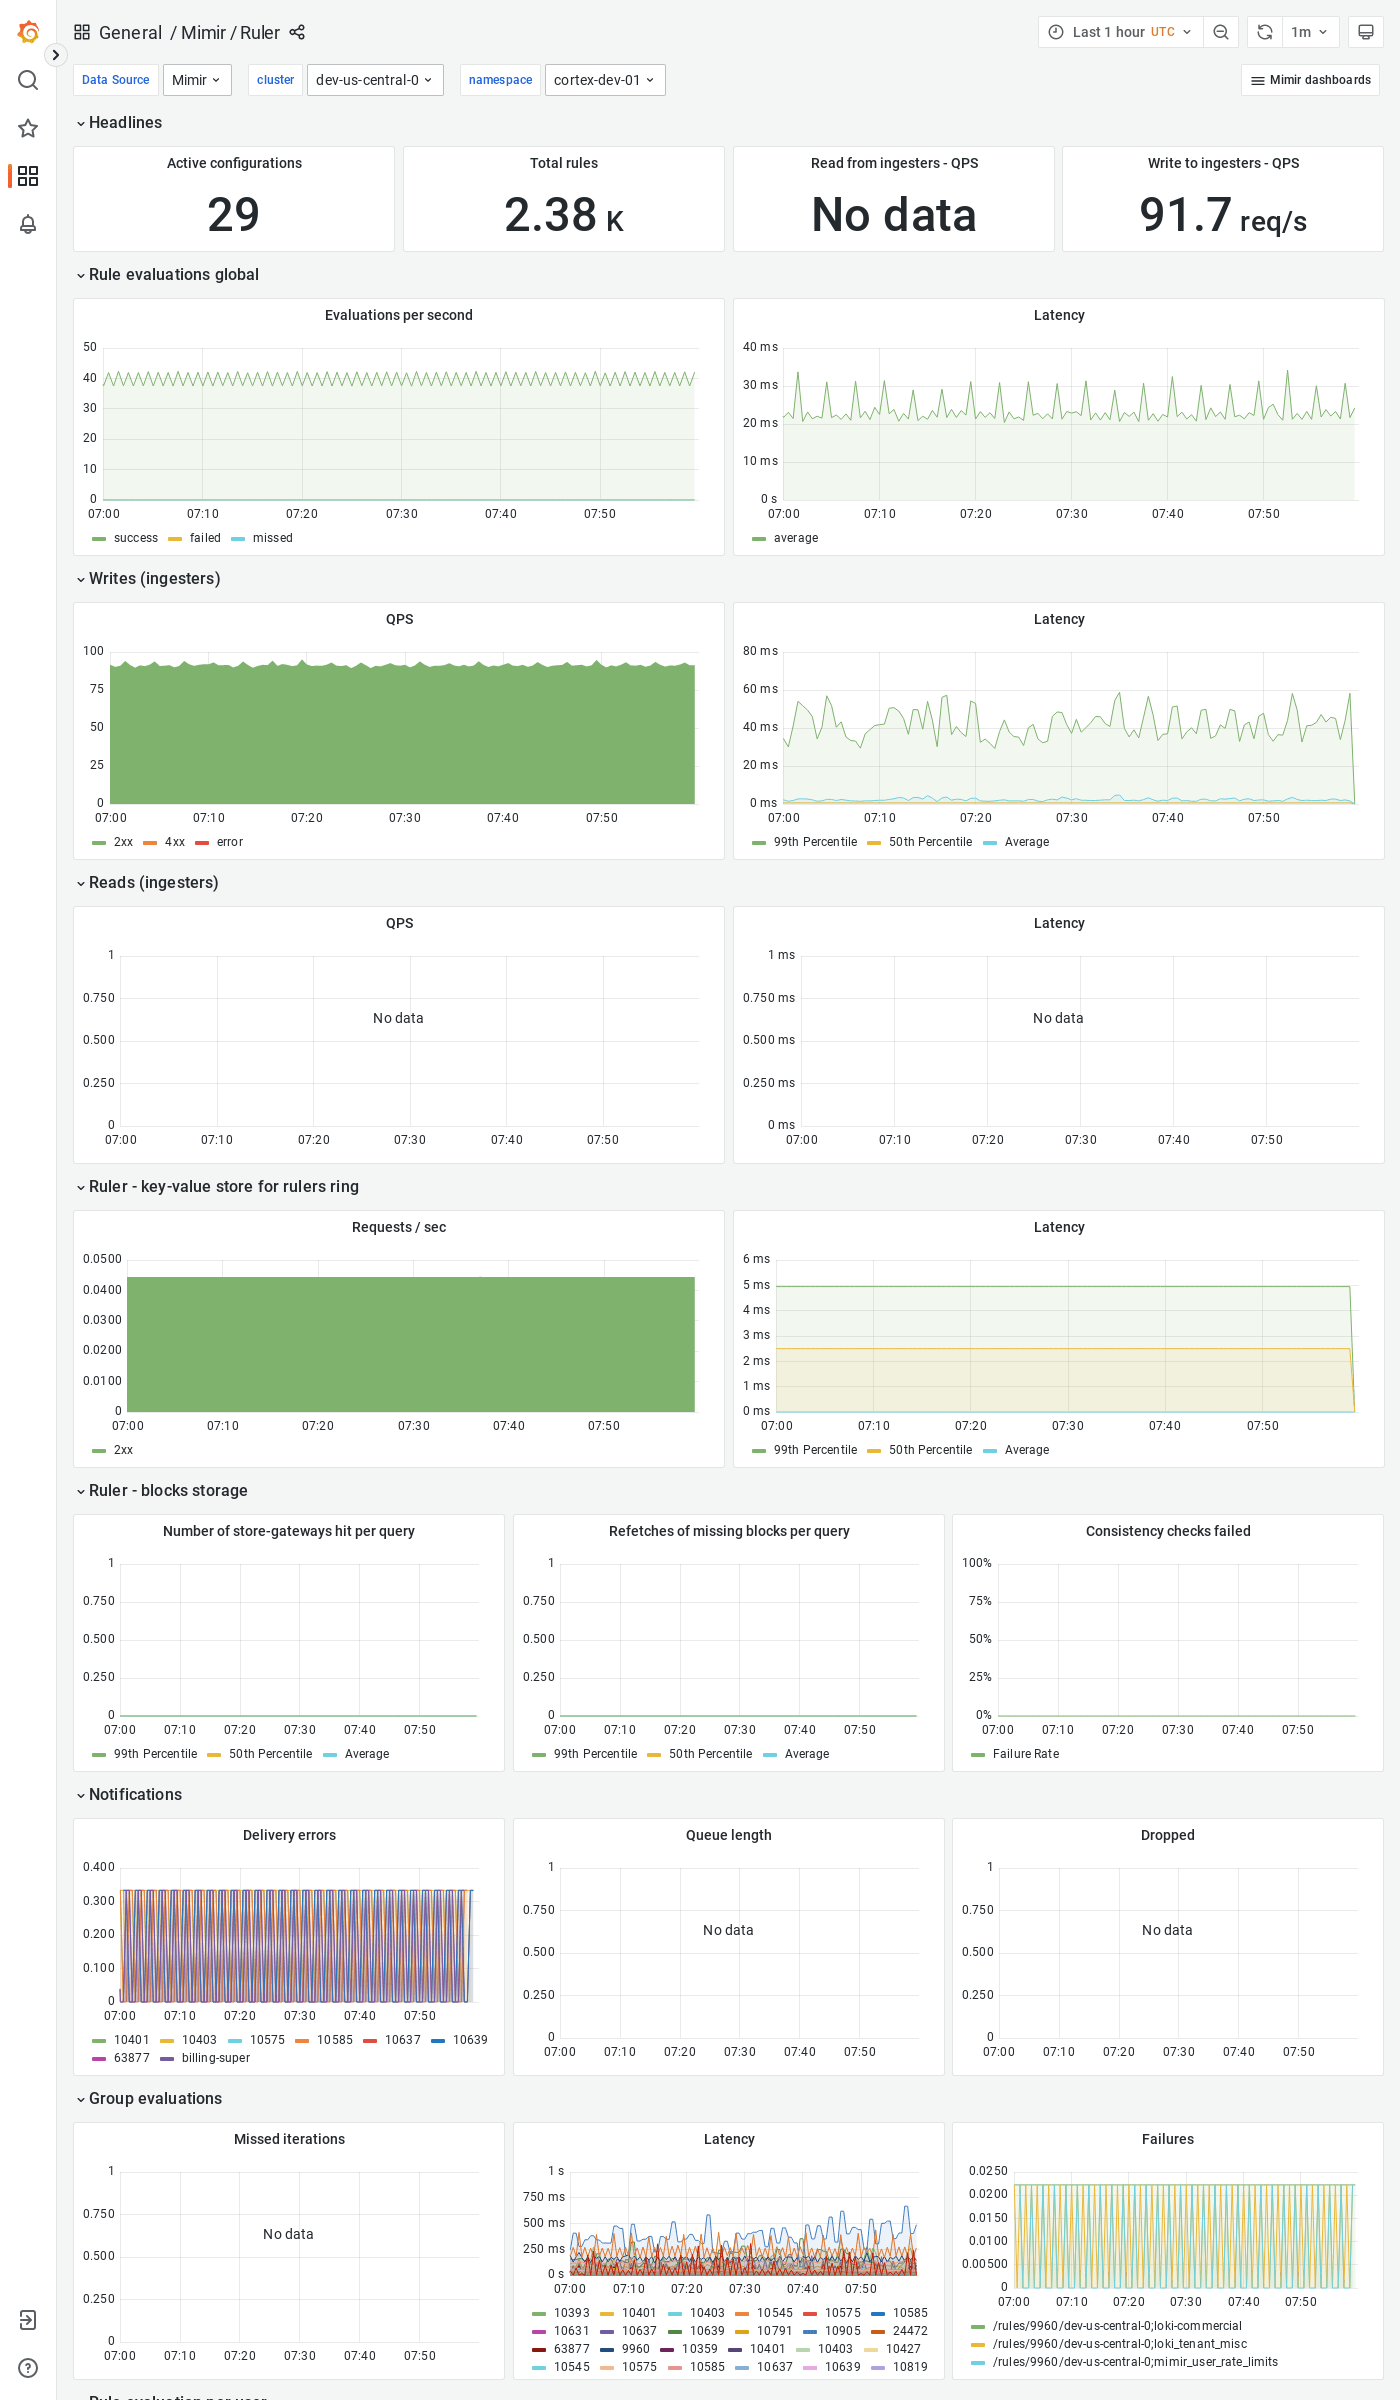 General / Mimir / Ruler
Last 1 hour UTC
1m
Data Source Mimir
cluster dev-us-central-0
namespace cortex-dev-01
Mimir dashboards
Headlines
Active configurations
29
Total rules
2.38 K
Read from ingesters - QPS
No data
Write to ingesters - QPS
91.7 req/s
Rule evaluations global
Evaluations per second
50
40
30
20
10
0
07:00 07:10 07:20 07:30 07:40 07:50
success failed missed
Latency
40 ms
30 ms
20 ms
10 ms
0 s
07:00 07:10 07:20 07:30 07:40 07:50
average
Writes (ingesters)
QPS
100
75
50
25
0
07:00 07:10 07:20 07:30 07:40 07:50
2xx 4xx error
Latency
80 ms
60 ms
40 ms
20 ms
0 ms
07:00 07:10 07:20 07:30 07:40 07:50
99th Percentile 50th Percentile Average
Reads (ingesters)
QPS
1
0.750
No data
0.500
0.250
0
07:00 07:10 07:20 07:30 07:40 07:50
Latency
1 ms
0.750 ms
No data
0.500 ms
0.250 ms
0 ms
07:00 07:10 07:20 07:30 07:40 07:50
Ruler - key-value store for rulers ring
Requests / sec
0.0500
0.0400
0.0300
0.0200
0.0100
0
07:00 07:10 07:20 07:30 07:40 07:50
2xx
Latency
6 ms
5 ms
4 ms
3 ms
2 ms
1 ms
0 ms
07:00 07:10 07:20 07:30 07:40 07:50
99th Percentile 50th Percentile Average
Ruler - blocks storage
Number of store-gateways hit per query
1
0.750
0.500
0.250
0
07:00 07:10 07:20 07:30 07:40 07:50
99th Percentile 50th Percentile Average
Refetches of missing blocks per query
1
0.750
0.500
0.250
0
07:00 07:10 07:20 07:30 07:40 07:50
99th Percentile 50th Percentile Average
Consistency checks failed
100%
75%
50%
25%
0%
07:00 07:10 07:20 07:30 07:40 07:50
Failure Rate
Notifications
Delivery errors
0.400
0.300
0.200
0.100
0
07:00 07:10 07:20 07:30 07:40 07:50
10401 10403 10575 10585 10637 10639
63877 billing-super
Queue length
1
0.750
No data
0.500
0.250
0
07:00 07:10 07:20 07:30 07:40 07:50
Dropped
1
0.750
No data
0.500
0.250
0
07:00 07:10 07:20 07:30 07:40 07:50
Group evaluations
Missed iterations
1
0.750
No data
0.500
0.250
0
07:00 07:10 07:20 07:30 07:40 07:50
Latency
1 s
750 ms
500 ms
250 ms
0 s
07:00 07:10 07:20 07:30 07:40 07:50
10393 10401 10403 10545 10575 10585
10631 10637 10639 10791 10905 24472
63877 9960 10359 10401 10403 10427
10545 10575 10585 10637 10639 10819
Failures
0.0250
0.0200
0.0150
0.0100
0.00500
0
07:00 07:10 07:20 07:30 07:40 07:50
/rules/9960/dev-us-central-0;loki-commercial
/rules/9960/dev-us-central-0;loki_tenant_misc
/rules/9960/dev-us-central-0;mimir_user_rate_limits
Rule evaluation per user